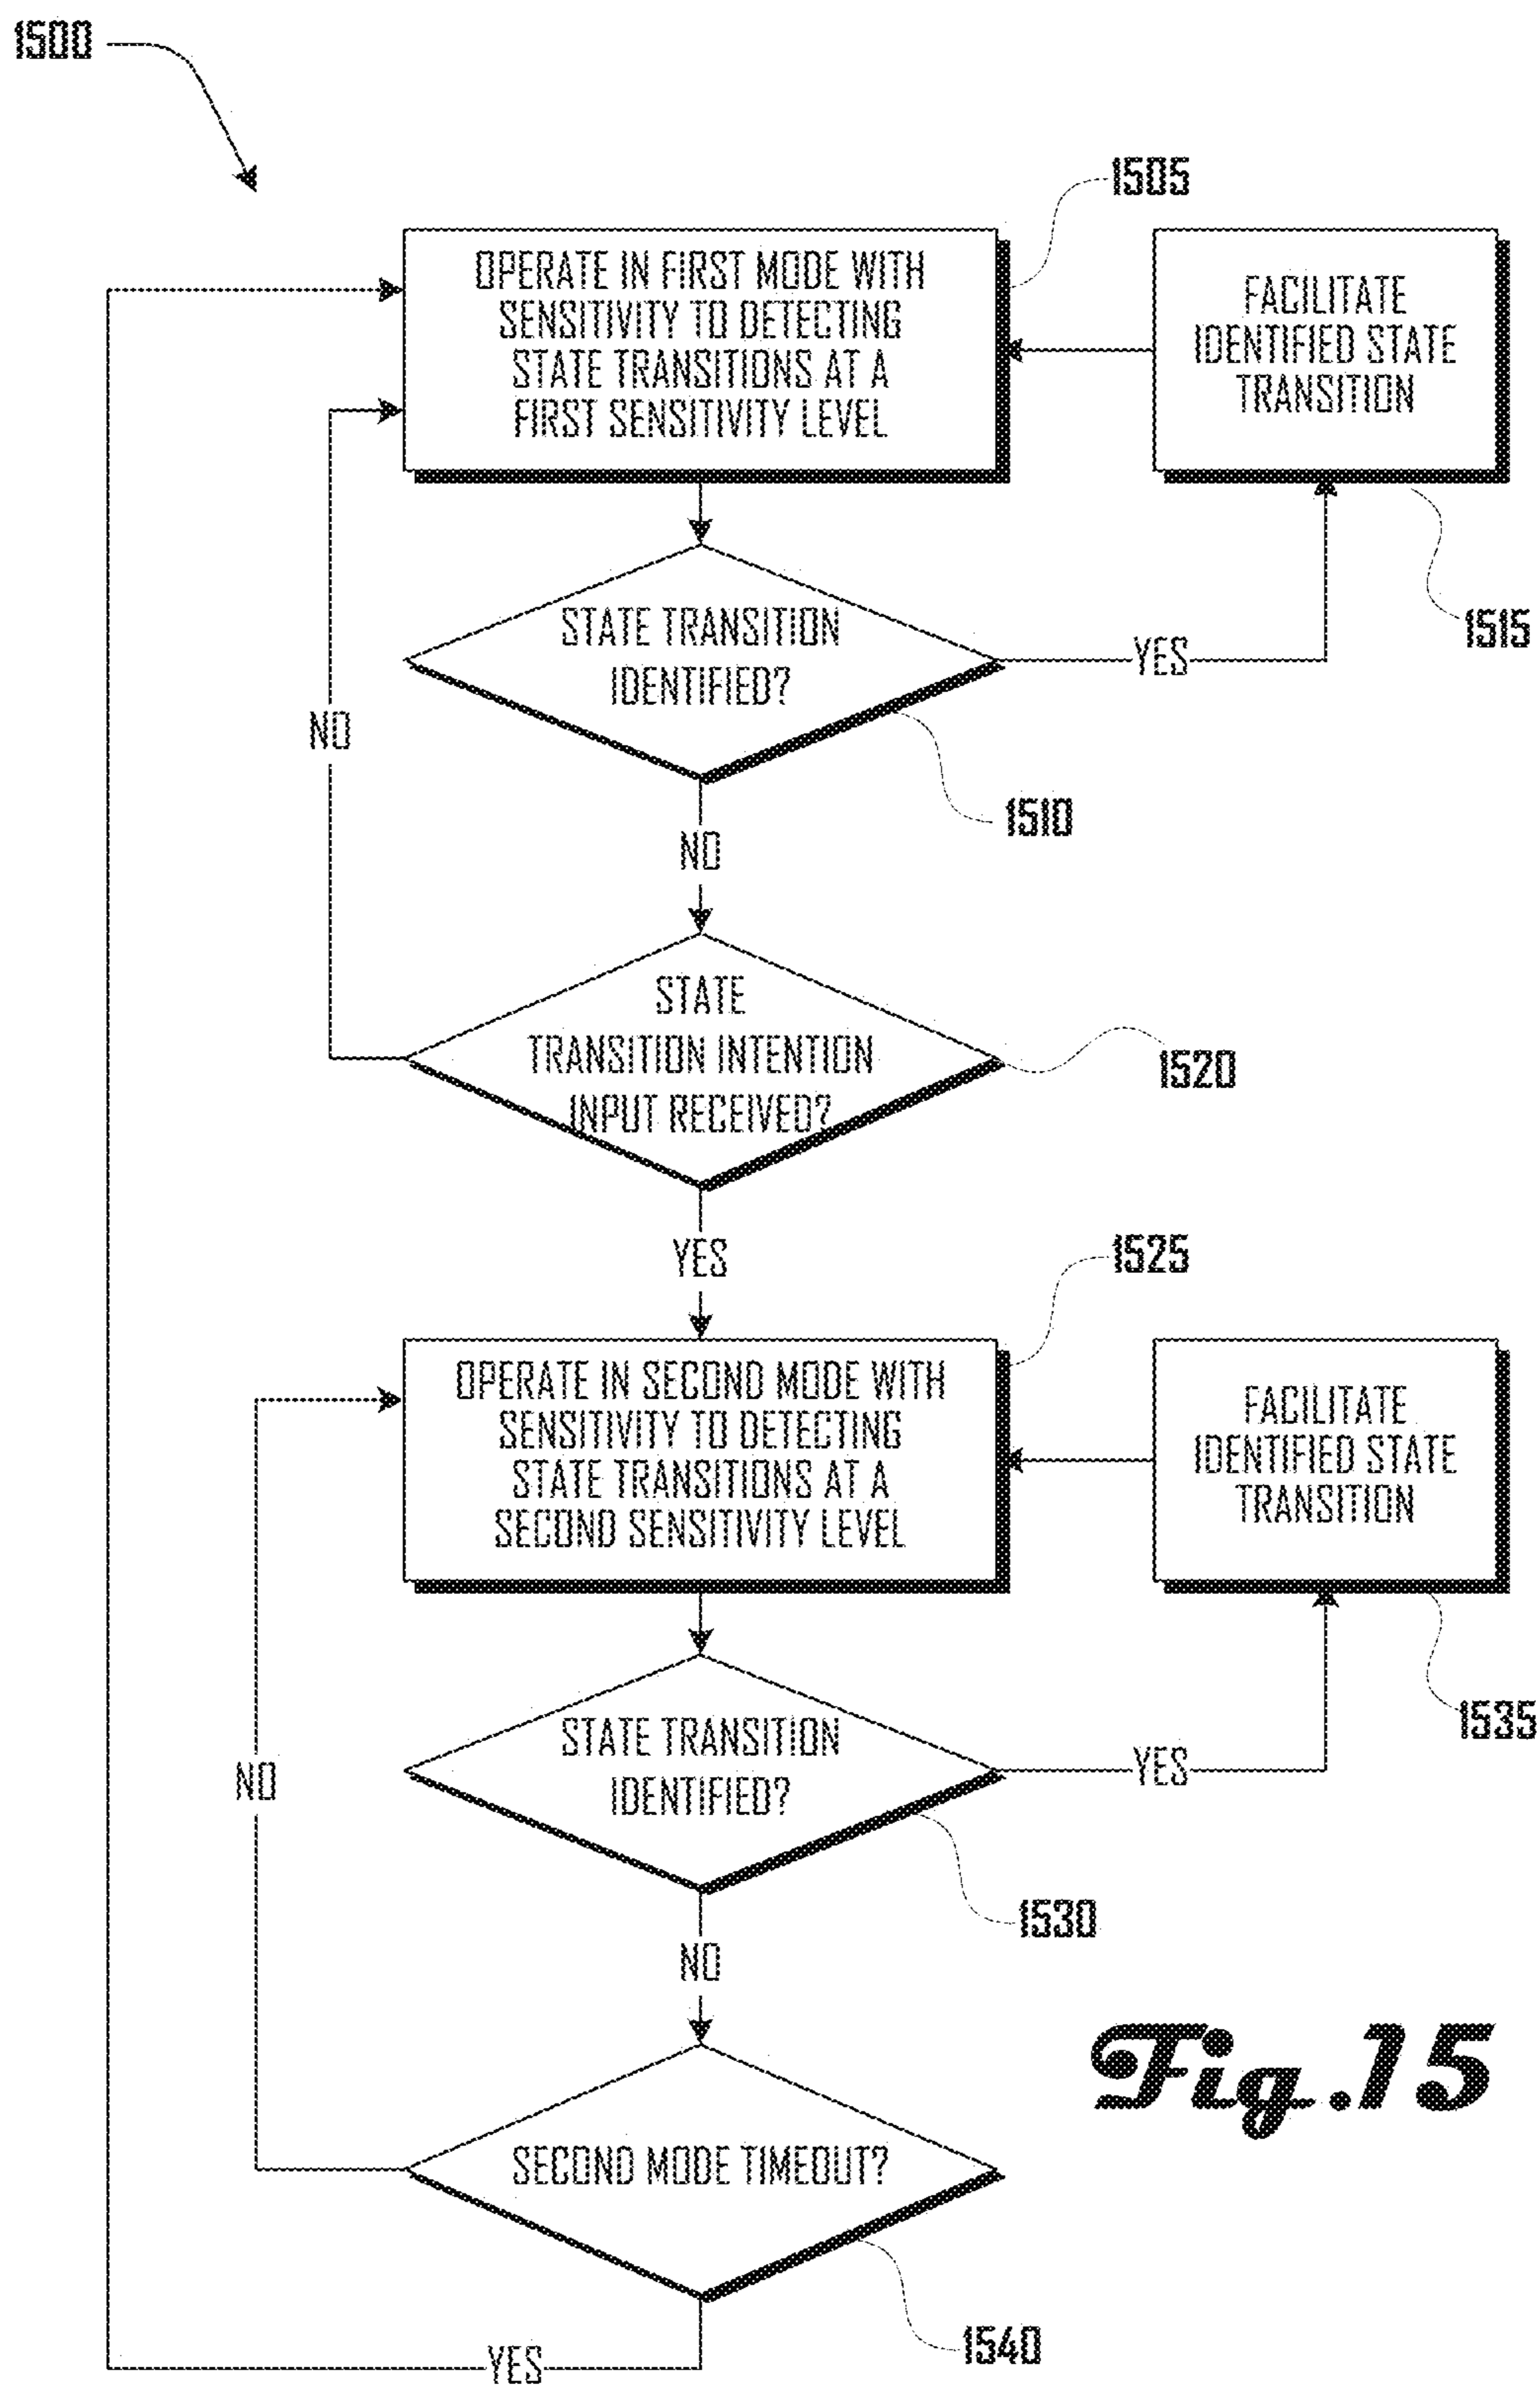 1500
1505
OPERATE IN FIRST MODE WITH
SENSITIVITY TO DETECTING
STATE TRANSITIONS AT A
FIRST SENSITIVITY LEVEL
FACILITATE
IDENTIFIED STATE
TRANSITION
1515
STATE TRANSITION
IDENTIFIED?
YES
NO
1510
NO
STATE
TRANSITION INTENTION
INPUT RECEIVED?
1520
YES
1525
OPERATE IN SECOND MODE WITH
SENSITIVITY TO DETECTING
STATE TRANSITIONS AT A
SECOND SENSITIVITY LEVEL
FACILITATE
IDENTIFIED STATE
TRANSITION
1535
STATE TRANSITION
IDENTIFIED?
YES
NO
1530
NO
Fig.15
SECOND MODE TIMEOUT?
1540
YES